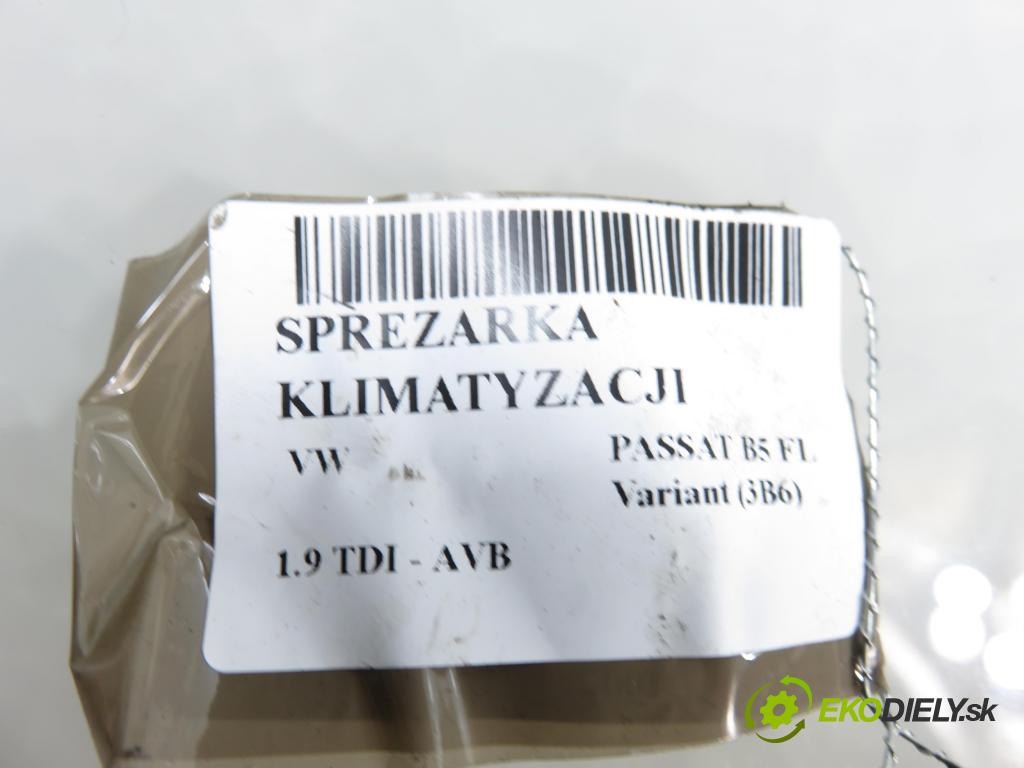 SPREZARKA
KLIMATYZACJI
VW PASSAT B5 FL
Variant (3B6)
1.9 TDI - AVB
EKODIELY.sk